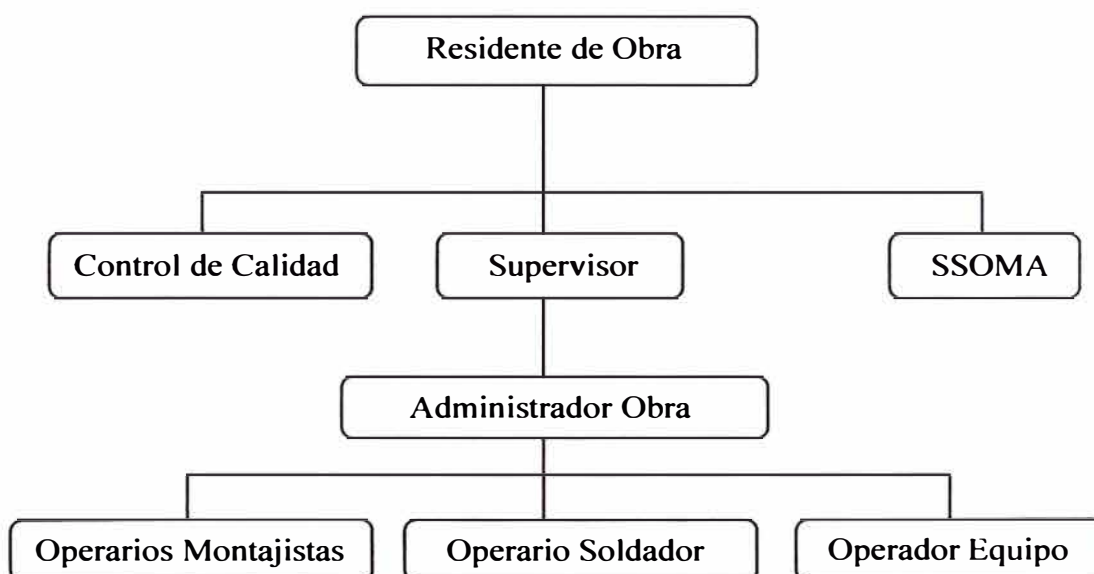 Residente de Obra
Control de Calidad
Supervisor
SSOMA
Administrador Obra
Operarios Montajistas
Operario Soldador
Operador Equipo